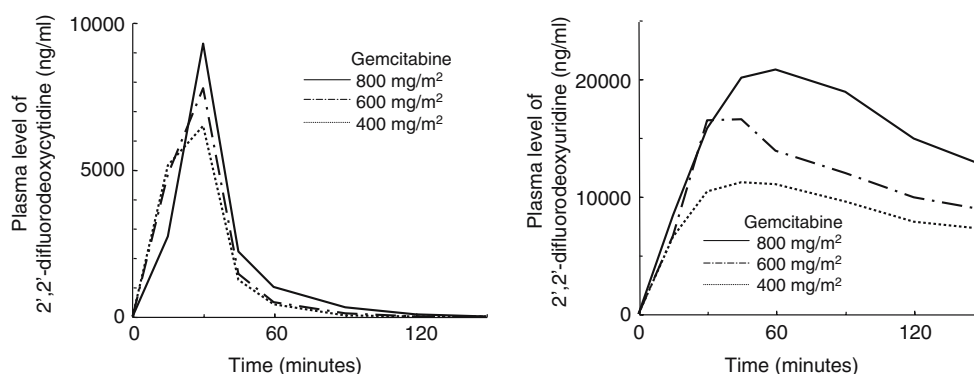 Plasma level of
2',2'-difluorodeoxycytidine (ng/ml)
10000
5000
0
Gemcitabine
800 mg/m²
600 mg/m²
400 mg/m²
0 60 120
Time (minutes)
Plasma level of
2',2'-difluorodeoxyuridine (ng/ml)
20000
10000
0
Gemcitabine
800 mg/m²
600 mg/m²
400 mg/m²
0 60 120
Time (minutes)